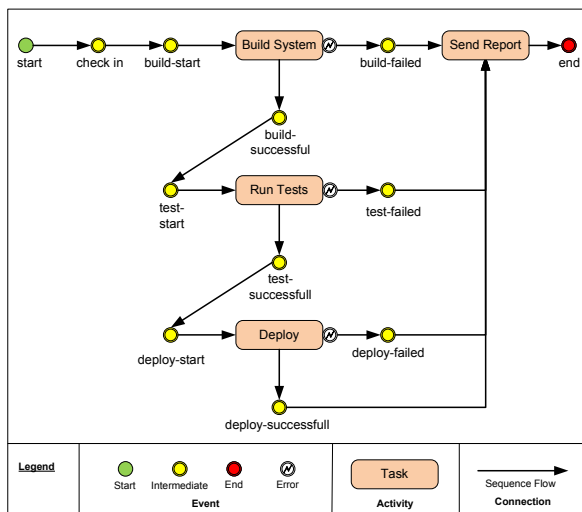 Build System
Send Report
start
check in
build-start
build-failed
end
build-
successful
Run Tests
test-
start
test-failed
test-
successfull
Deploy
deploy-start
deploy-failed
deploy-successfull
Legend
Task
Start
Intermediate
End
Error
Sequence Flow
Event
Activity
Connection